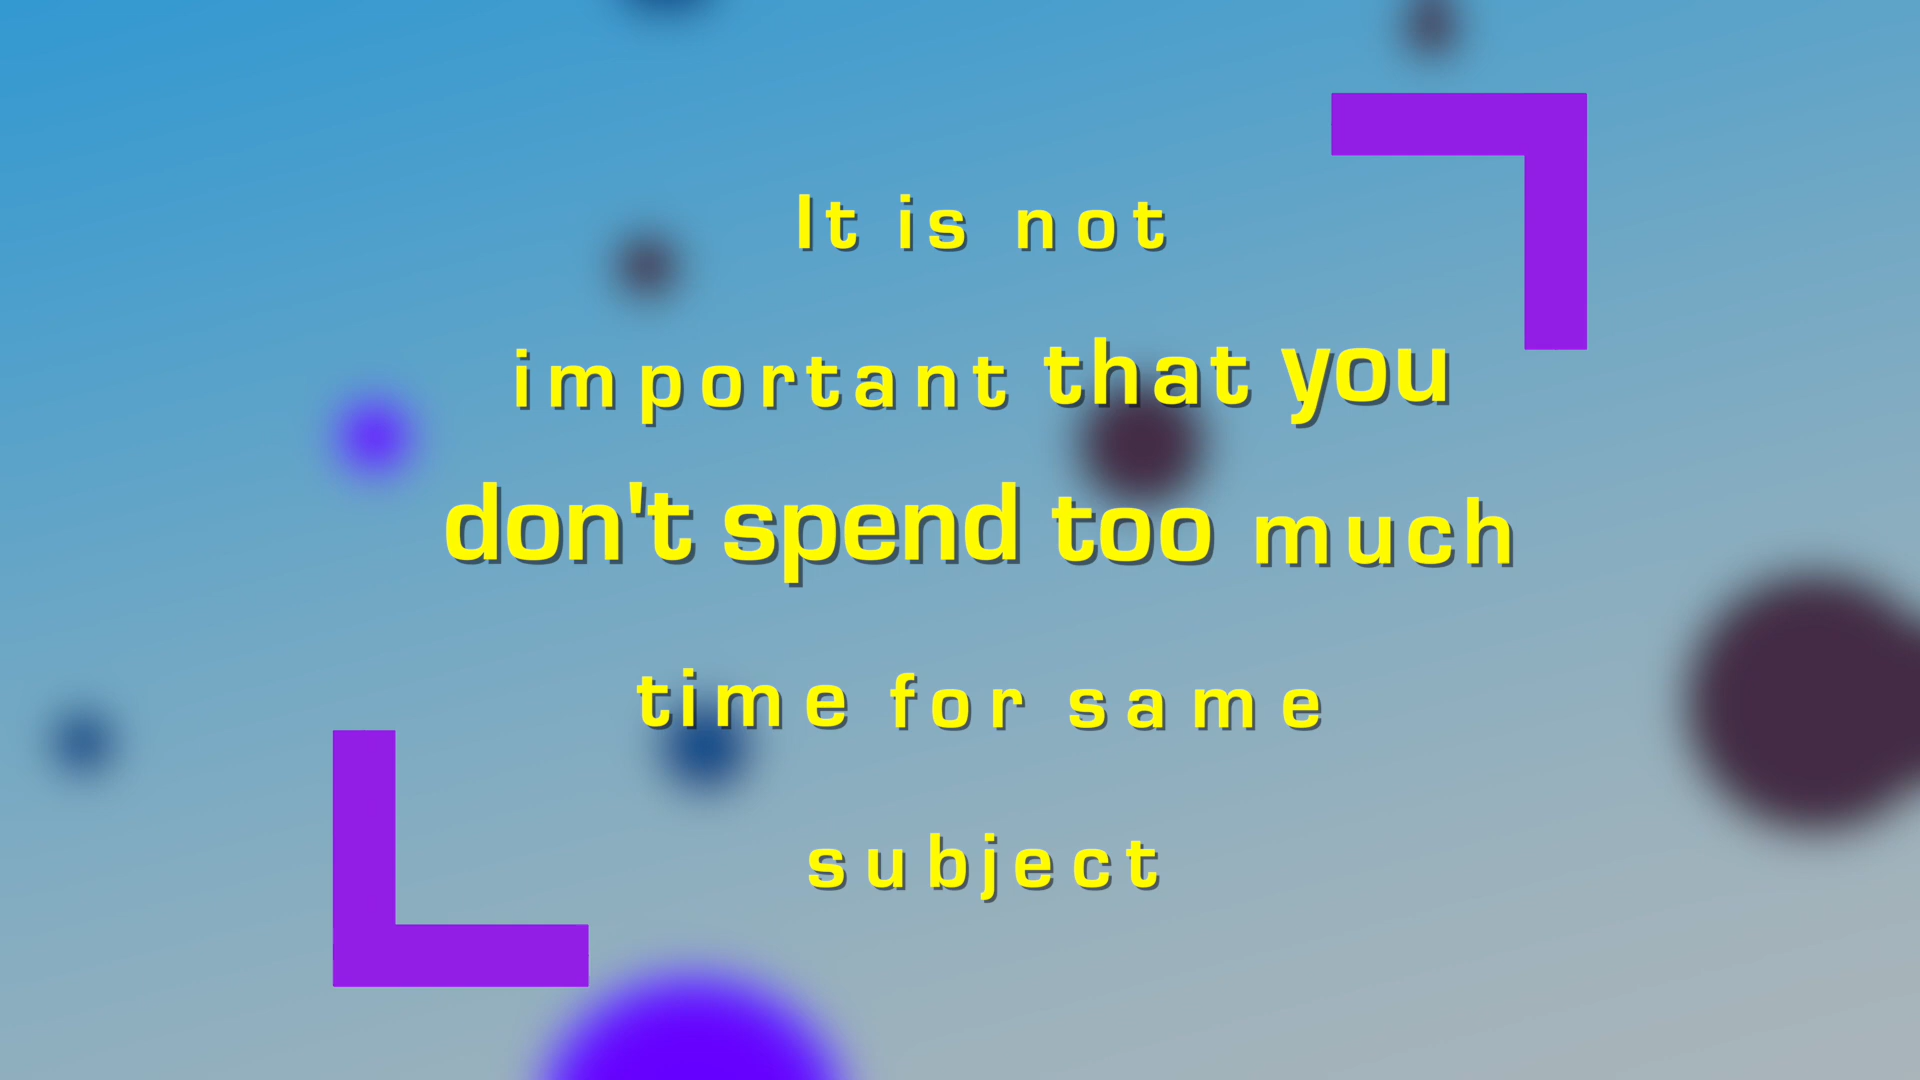 It is not
important that you
don't spend too much
time for same
subject